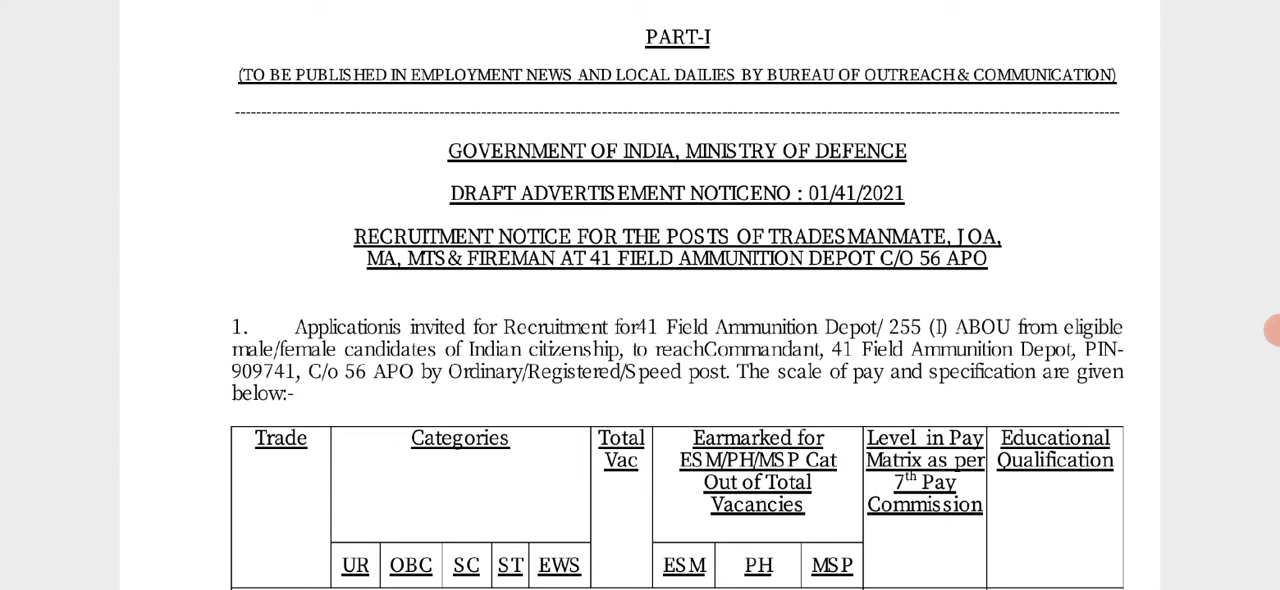 PART-I
(TO BE PUBLISHED IN EMPLOYMENT NEWS AND LOCAL DAILIES BY BUREAU OF OUTREACH & COMMUNICATION)
GOVERNMENT OF INDIA, MINISTRY OF DEFENCE
DRAFT ADVERTISEMENT NOTICENO : 01/41/2021
RECRUITMENT NOTICE FOR THE POSTS OF TRADESMANMATE, JOA,
MA, MTS & FIREMAN AT 41 FIELD AMMUNITION DEPOT C/O 56 APO
1. Applicationis invited for Recruitment for41 Field Ammunition Depot/ 255 (I) ABOU from eligible
male/female candidates of Indian citizenship, to reachCommandant, 41 Field Ammunition Depot, PIN-
909741, C/o 56 APO by Ordinary/Registered/Speed post. The scale of pay and specification are given
below:-
Trade Categories Total Earmarked for Level in Pay Educational
Vac ESM/PH/MSP Cat Matrix as per Qualification
Out of Total 7th Pay
Vacancies Commission
UR OBC SC ST EWS ESM PH MSP